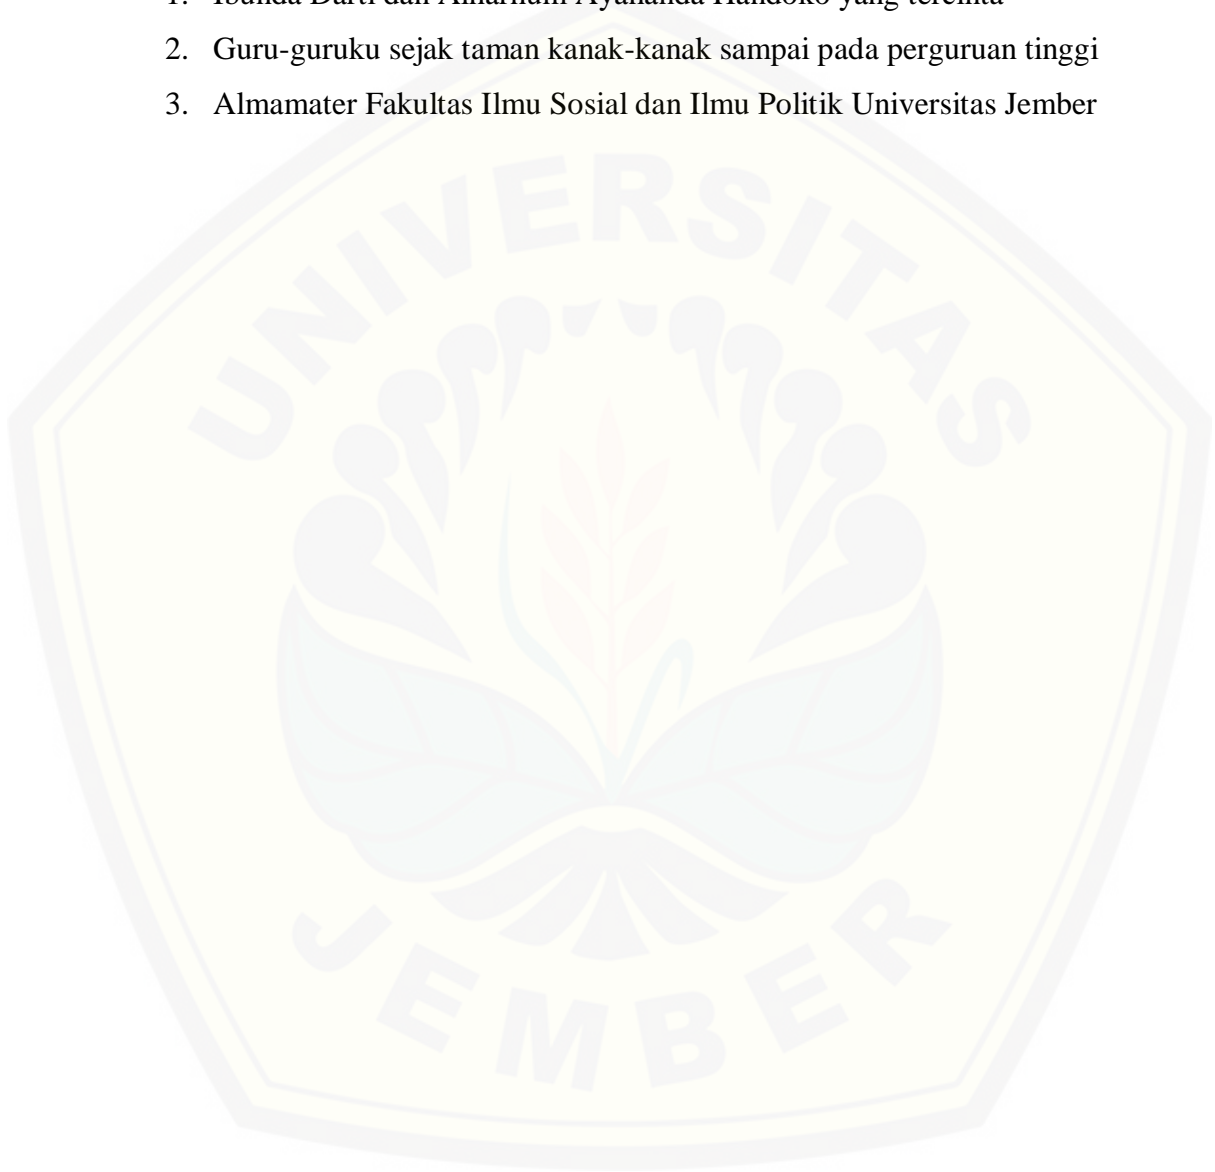 1. Ibunda Darti dan Almarhum Ayahanda Handoko yang tercinta
2. Guru-guruku sejak taman kanak-kanak sampai pada perguruan tinggi
3. Almamater Fakultas Ilmu Sosial dan Ilmu Politik Universitas Jember
UNIVERSITAS
JEMBER